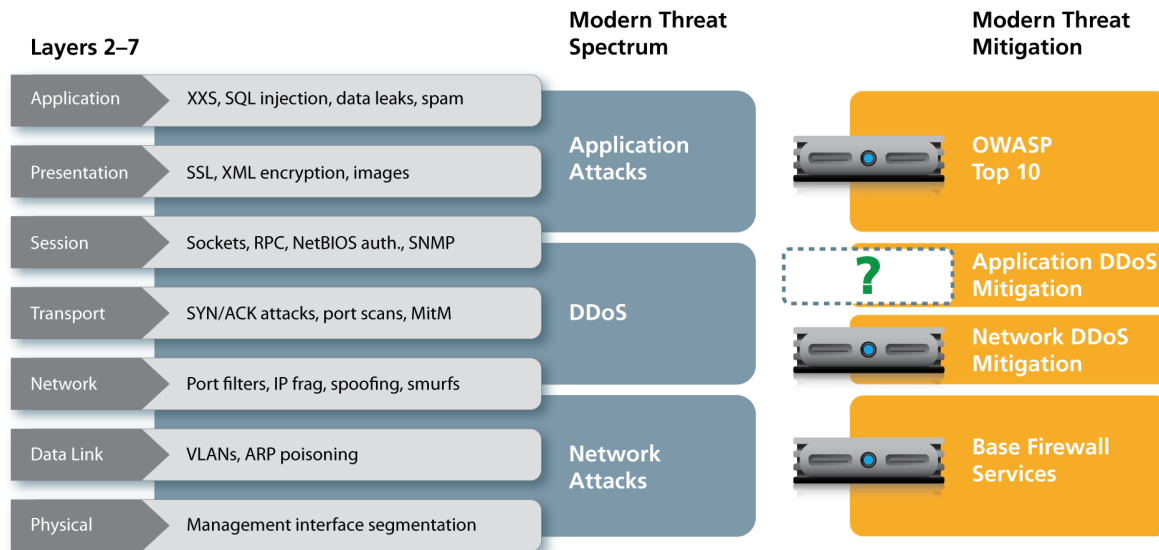 Layers 2–7
Modern Threat
Spectrum
Modern Threat
Mitigation
Application
XXS, SQL injection, data leaks, spam
Presentation
SSL, XML encryption, images
Session
Sockets, RPC, NetBIOS auth., SNMP
Transport
SYN/ACK attacks, port scans, MitM
Network
Port filters, IP frag, spoofing, smurfs
Data Link
VLANs, ARP poisoning
Physical
Management interface segmentation
Application
Attacks
DDoS
Network
Attacks
OWASP
Top 10
?
Application DDoS
Mitigation
Network DDoS
Mitigation
Base Firewall
Services